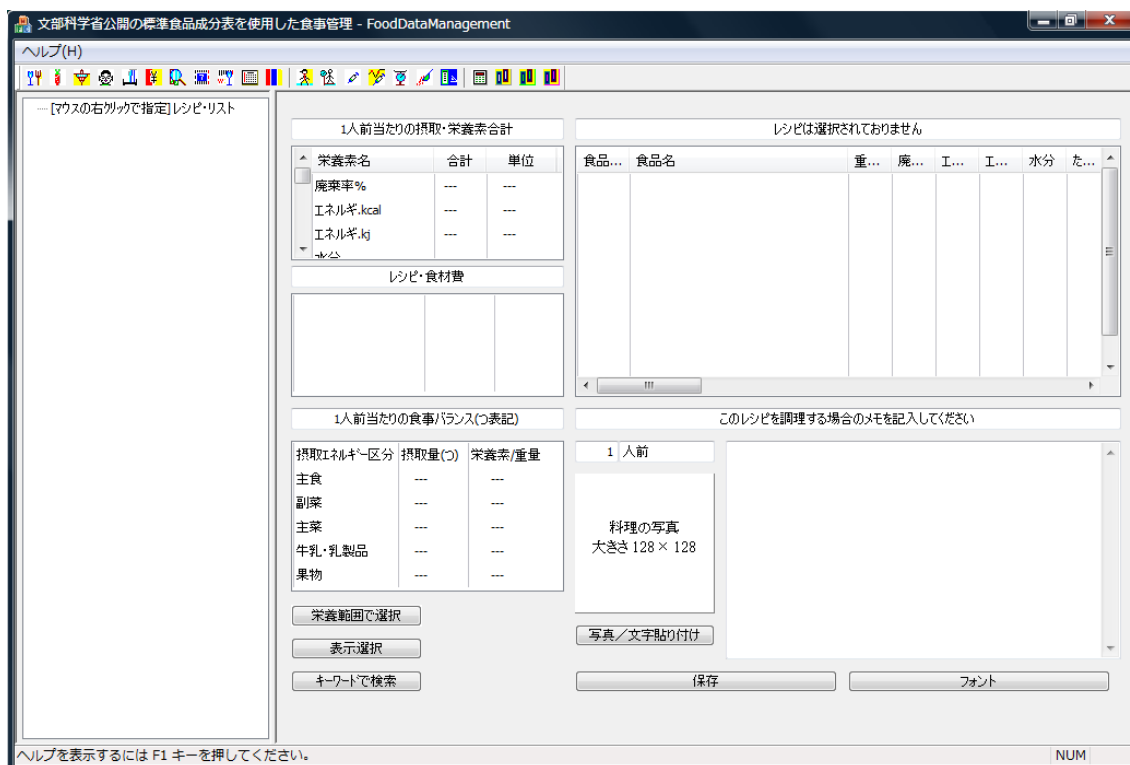 文部科学省公開の標準食品成分表を使用した食事管理 - FoodDataManagement
ヘルプ(H)
[マウスの右クリックで指定]レシピ・リスト
1人前当たりの摂取・栄養素合計
栄養素名 合計 単位
廃棄率% --- ---
エネルギ.kcal --- ---
エネルギ.kj --- ---
水分
レシピ・食材費
1人前当たりの食事バランス(つ表記)
摂取エネルギー区分 摂取量(つ) 栄養素/重量
主食 --- ---
副菜 --- ---
主菜 --- ---
牛乳・乳製品 --- ---
果物 --- ---
栄養範囲で選択
表示選択
キーワードで検索
レシピは選択されておりません
食品... 食品名 重... 廃... エ... エ... 水分 た...
このレシピを調理する場合のメモを記入してください
1 人前
料理の写真
大きさ 128 × 128
写真／文字貼り付け
保存
フォント
ヘルプを表示するには F1 キーを押してください。
NUM